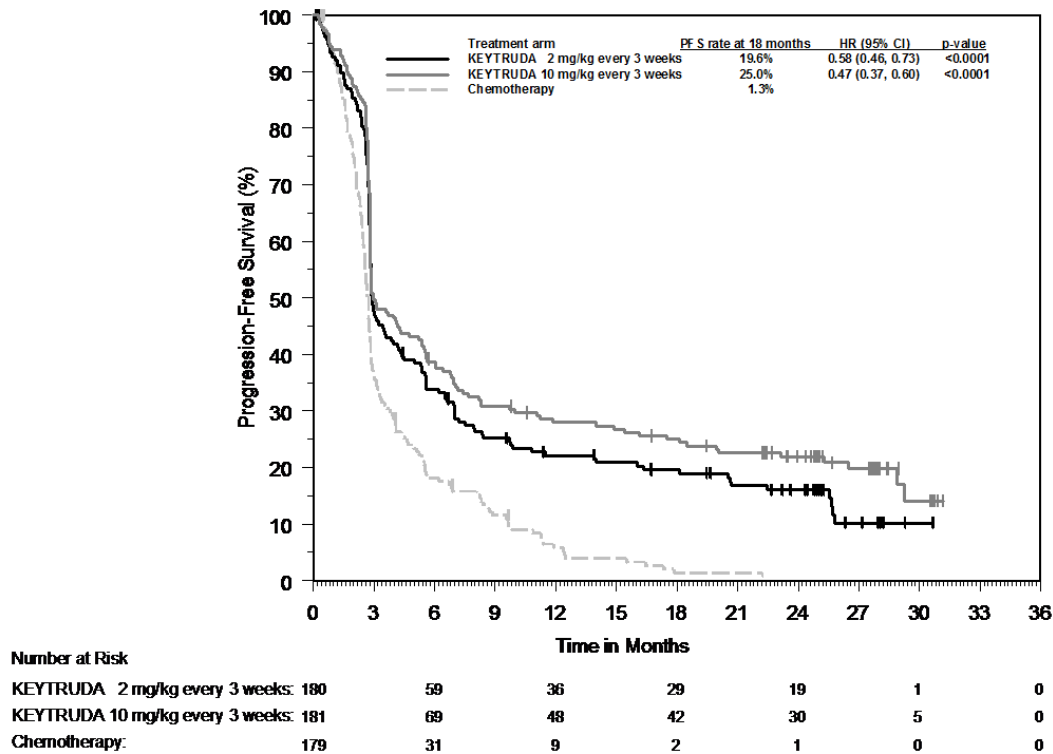 Treatment arm PFS rate at 18 months HR (95% CI) p-value
KEYTRUDA 2 mg/kg every 3 weeks 19.6% 0.58 (0.46, 0.73) <0.0001
KEYTRUDA 10 mg/kg every 3 weeks 25.0% 0.47 (0.37, 0.60) <0.0001
Chemotherapy 1.3%
Progression-Free Survival (%)
100
90
80
70
60
50
40
30
20
10
0
0 3 6 9 12 15 18 21 24 27 30 33 36
Time in Months
Number at Risk
KEYTRUDA 2 mg/kg every 3 weeks: 180 59 36 29 19 1 0
KEYTRUDA 10 mg/kg every 3 weeks: 181 69 48 42 30 5 0
Chemotherapy: 179 31 9 2 1 0 0